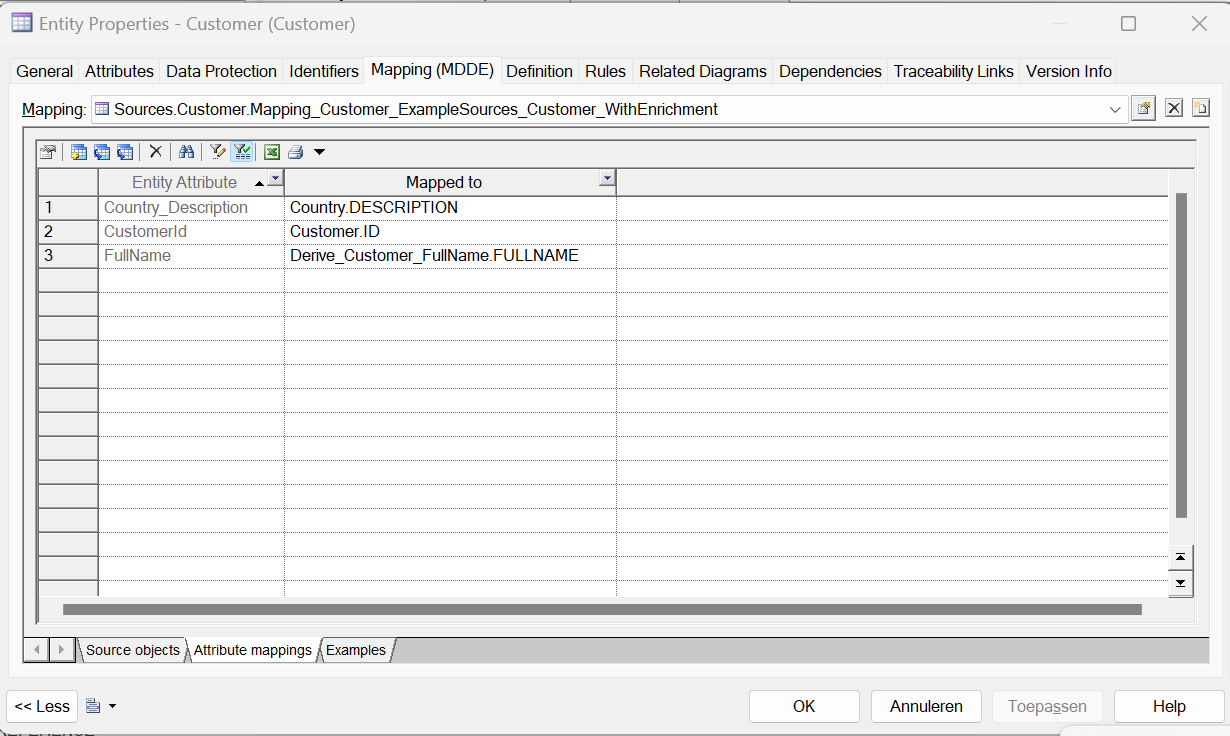 Entity Properties - Customer (Customer)
General Attributes Data Protection Identifiers Mapping (MDDE) Definition Rules Related Diagrams Dependencies Traceability Links Version Info
Mapping: Sources.Customer.Mapping_Customer_ExampleSources_Customer_WithEnrichment
Entity Attribute Mapped to
1 Country_Description Country.DESCRIPTION
2 CustomerId Customer.ID
3 FullName Derive_Customer_FullName.FULLNAME
Source objects Attribute mappings Examples
<< Less OK Annuleren Toepassen Help